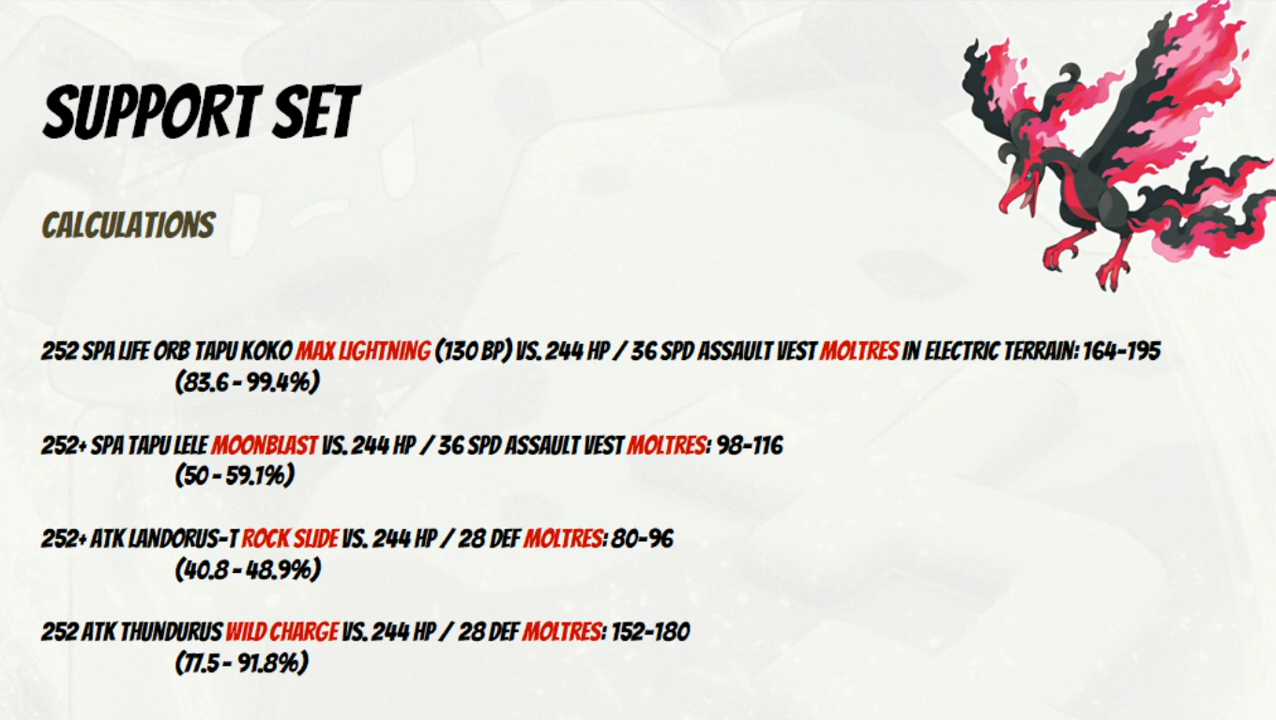 SUPPORT SET
CALCULATIONS
252 SPA LIFE ORB TAPU KOKO MAX LIGHTNING (130 BP) VS. 244 HP / 36 SPD ASSAULT VEST MOLTRES IN ELECTRIC TERRAIN: 164-195
(83.6 - 99.4%)
252+ SPA TAPU LELE MOONBLAST VS. 244 HP / 36 SPD ASSAULT VEST MOLTRES: 98-116
(50 - 59.1%)
252+ ATK LANDORUS-T ROCK SLIDE VS. 244 HP / 28 DEF MOLTRES: 80-96
(40.8 - 48.9%)
252 ATK THUNDURUS WILD CHARGE VS. 244 HP / 28 DEF MOLTRES: 152-180
(77.5 - 91.8%)